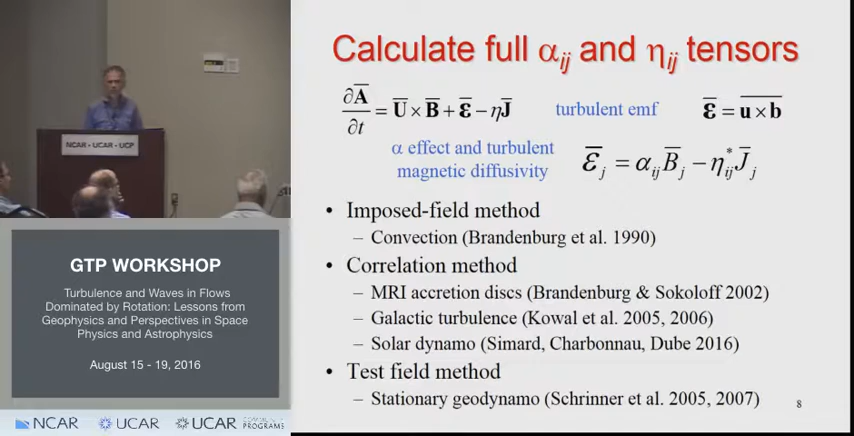 Calculate full αij and ηij tensors
∂A̅/∂t = U̅ × B̅ + ε̅ − ηJ̅
turbulent emf
ε̅ = u × b
α effect and turbulent
magnetic diffusivity
ε̅j = αij B̅j − η*ij J̅j
• Imposed-field method
– Convection (Brandenburg et al. 1990)
• Correlation method
– MRI accretion discs (Brandenburg & Sokoloff 2002)
– Galactic turbulence (Kowal et al. 2005, 2006)
– Solar dynamo (Simard, Charbonnau, Dube 2016)
• Test field method
– Stationary geodynamo (Schrinner et al. 2005, 2007)
8
NCAR • UCAR • UCP
GTP WORKSHOP
Turbulence and Waves in Flows
Dominated by Rotation: Lessons from
Geophysics and Perspectives in Space
Physics and Astrophysics
August 15 - 19, 2016
NCAR
UCAR
UCAR COMMUNITY PROGRAMS